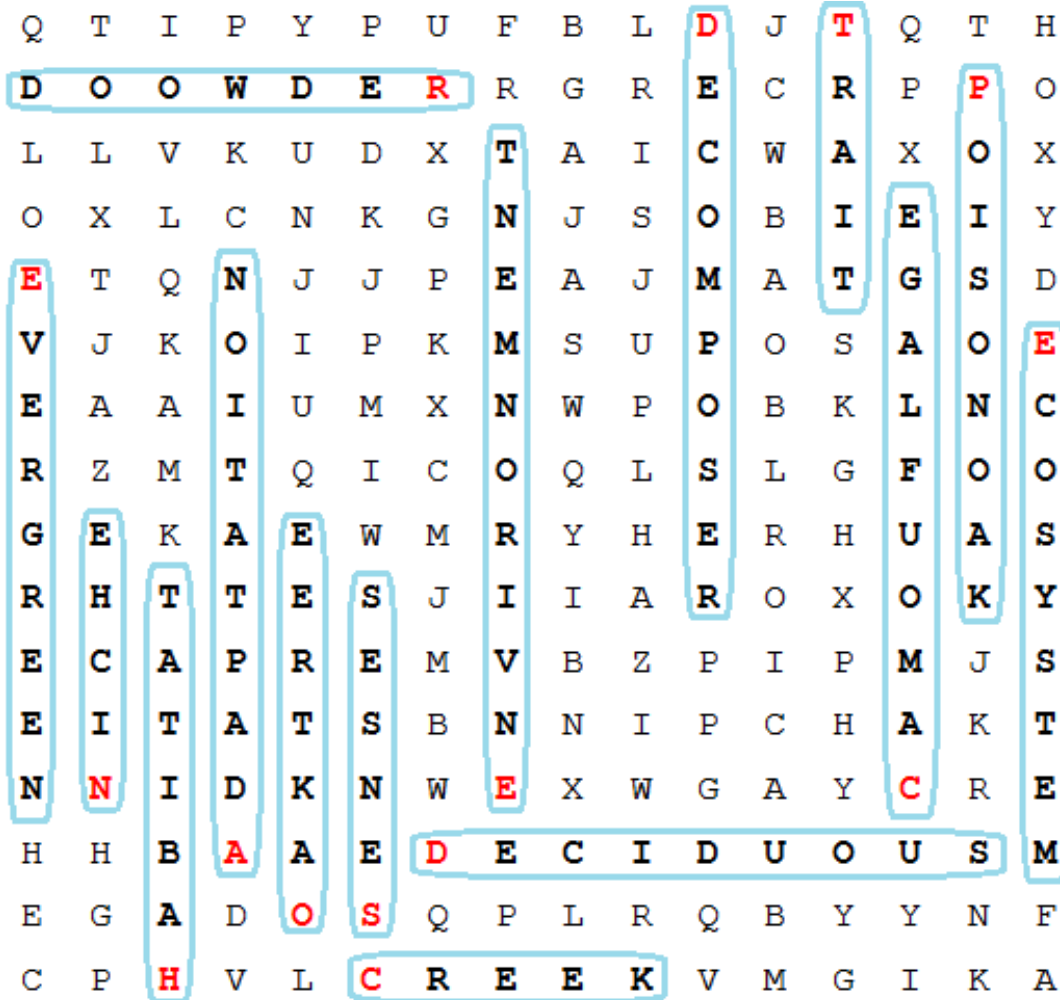 Q T I P Y P U F B L D J T Q T H
D O O W D E R R G R E C R P P O
L L V K U D X T A I C W A X O X
O X L C N K G N J S O B I E I Y
E T Q N J J P E A J M A T G S D
V J K O I P K M S U P O S A O E
E A A I U M X N W P O B K L N C
R Z M T Q I C O Q L S L G F O O
G E K A E W M R Y H E R H U A S
R H T T E S J I I A R O X O K Y
E C A P R E M V B Z P I P M J S
E I T A T S B N N I P C H A K T
N N I D K N W E X W G A Y C R E
H H B A A E D E C I D U O U S M
E G A D O S Q P L R Q B Y Y N F
C P H V L C R E E K V M G I K A